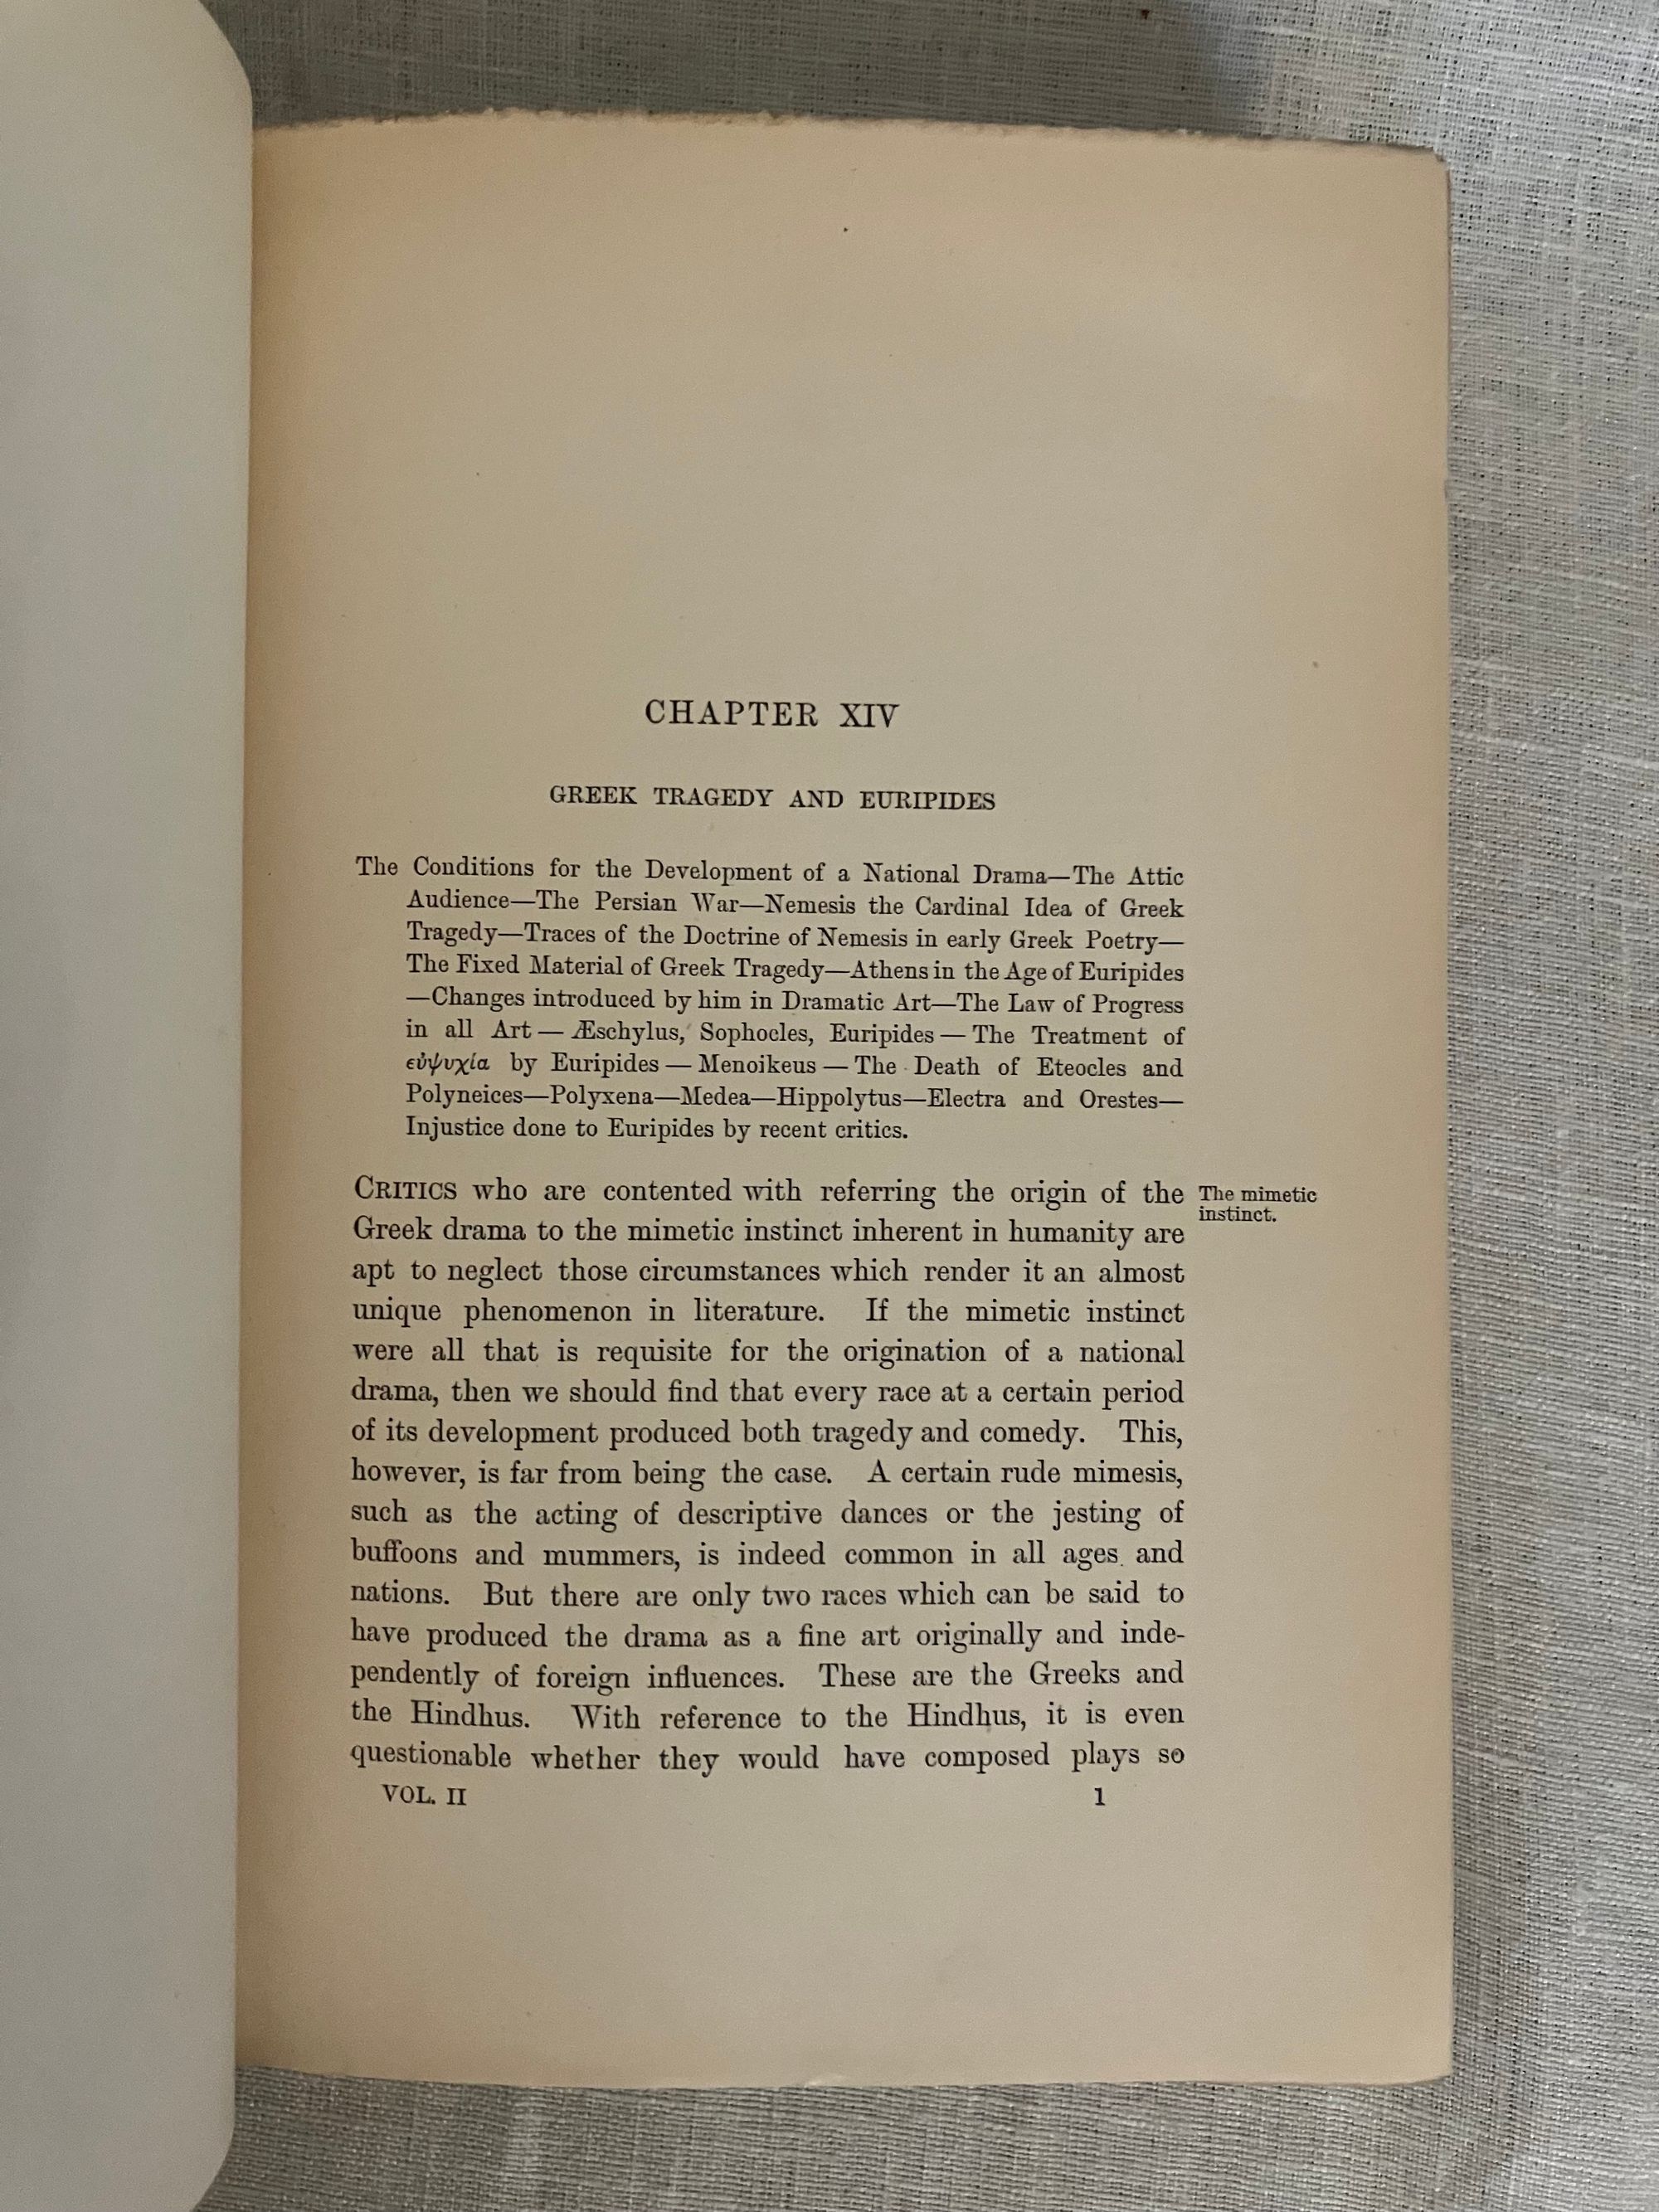 CHAPTER XIV
GREEK TRAGEDY AND EURIPIDES
The Conditions for the Development of a National Drama—The Attic
Audience—The Persian War—Nemesis the Cardinal Idea of Greek
Tragedy—Traces of the Doctrine of Nemesis in early Greek Poetry—
The Fixed Material of Greek Tragedy—Athens in the Age of Euripides
—Changes introduced by him in Dramatic Art—The Law of Progress
in all Art — Æschylus, Sophocles, Euripides — The Treatment of
εὐψυχία by Euripides — Menoikeus — The Death of Eteocles and
Polyneices—Polyxena—Medea—Hippolytus—Electra and Orestes—
Injustice done to Euripides by recent critics.
CRITICS who are contented with referring the origin of the
Greek drama to the mimetic instinct inherent in humanity are
apt to neglect those circumstances which render it an almost
unique phenomenon in literature. If the mimetic instinct
were all that is requisite for the origination of a national
drama, then we should find that every race at a certain period
of its development produced both tragedy and comedy. This,
however, is far from being the case. A certain rude mimesis,
such as the acting of descriptive dances or the jesting of
buffoons and mummers, is indeed common in all ages and
nations. But there are only two races which can be said to
have produced the drama as a fine art originally and inde-
pendently of foreign influences. These are the Greeks and
the Hindhus. With reference to the Hindhus, it is even
questionable whether they would have composed plays so
The mimetic
instinct.
VOL. II 1